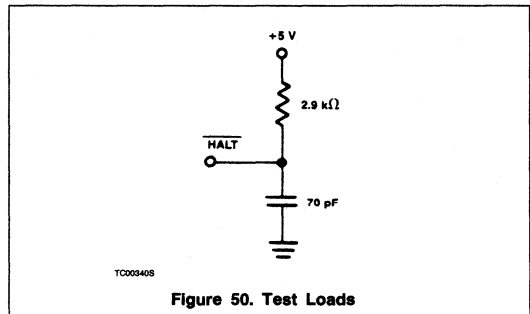 +5 V
2.9 kΩ
HALT
70 pF
TC00340S
Figure 50. Test Loads